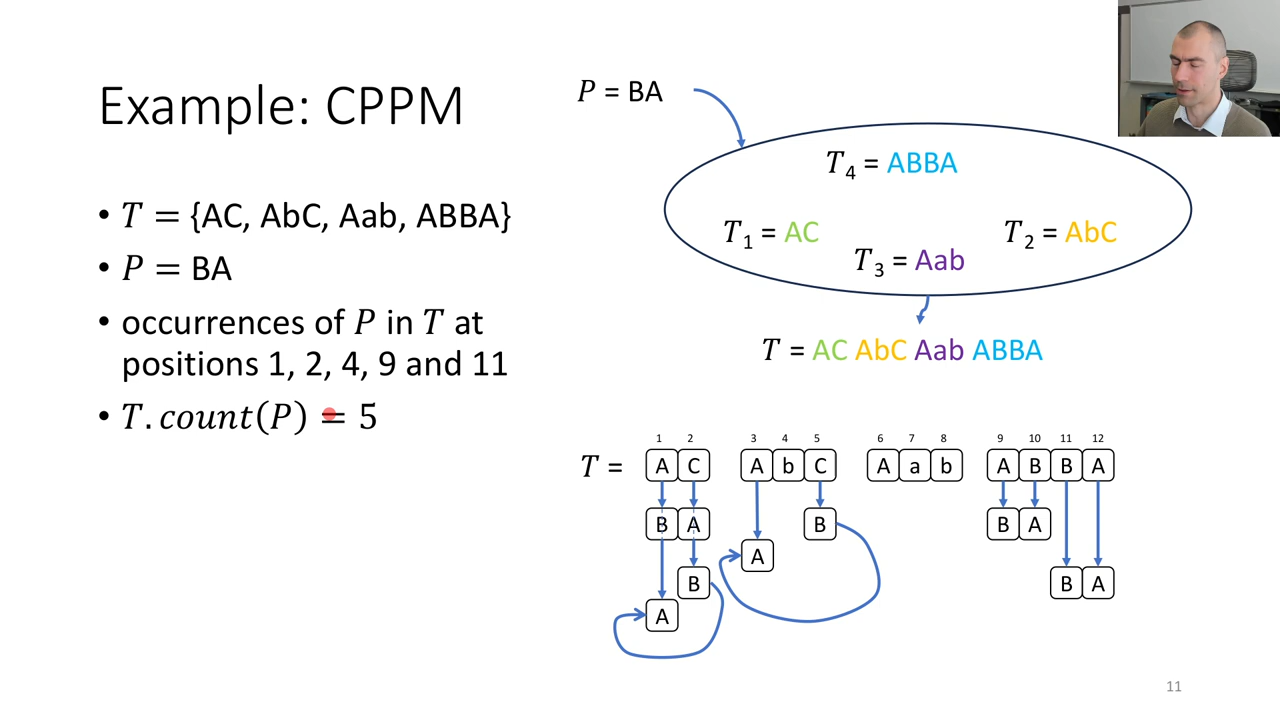 Example: CPPM
• T = {AC, AbC, Aab, ABBA}
• P = BA
• occurrences of P in T at
positions 1, 2, 4, 9 and 11
• T.count(P) = 5
P = BA
T4 = ABBA
T1 = AC
T2 = AbC
T3 = Aab
T = AC AbC Aab ABBA
1 2 3 4 5 6 7 8 9 10 11 12
T = A C A b C A a b A B B A
B A B B A
A
B B A
A
11